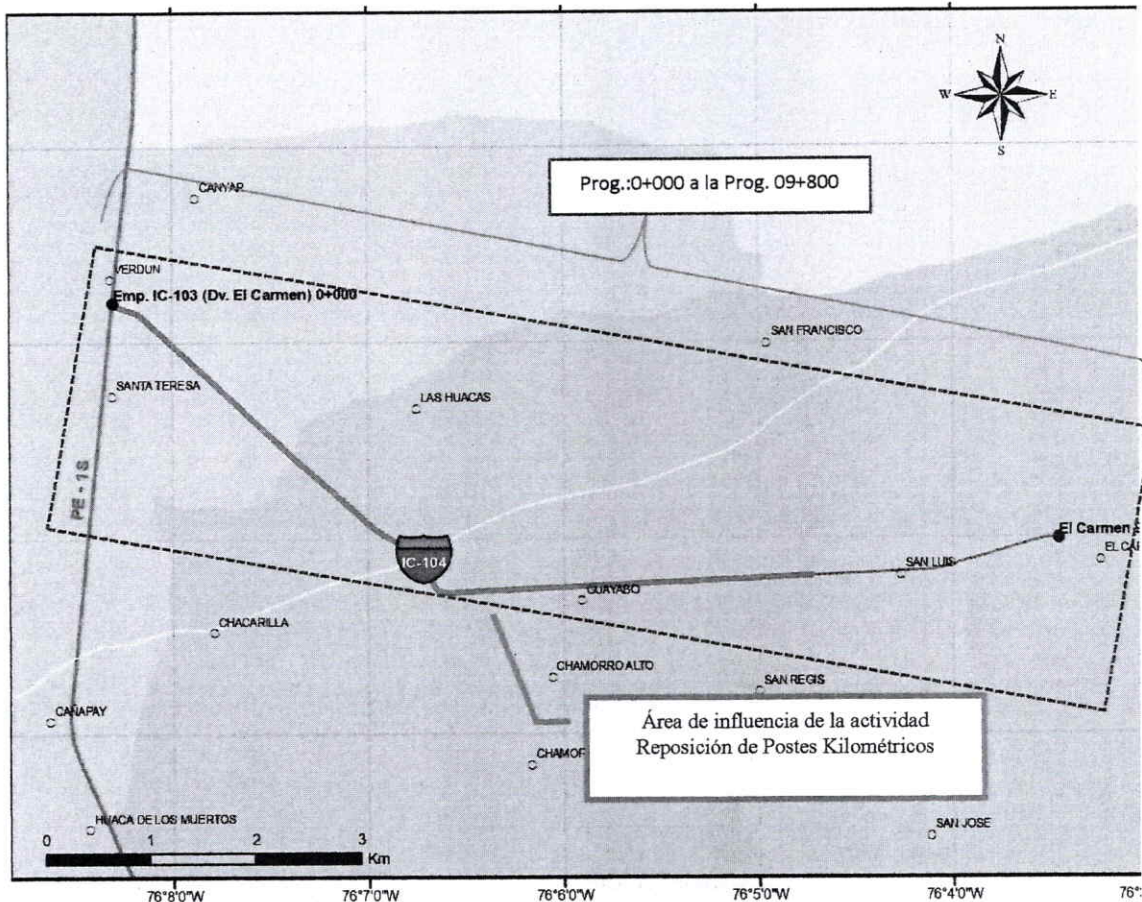 N
W E
S
Prog.:0+000 a la Prog. 09+800
CANYAR
VERDUN
Emp. IC-103 (Dv. El Carmen) 0+000
SAN FRANCISCO
SANTA TERESA
LAS HUACAS
PE - 1S
El Carmen
IC-104
SAN LUIS
GUAYABO
CHACARILLA
CHAMORRO ALTO
SAN REGIS
CAÑAPAY
Área de influencia de la actividad
Reposición de Postes Kilométricos
HUACA DE LOS MUERTOS
SAN JOSE
0 1 2 3
Km
76°8'0"W 76°7'0"W 76°6'0"W 76°5'0"W 76°4'0"W